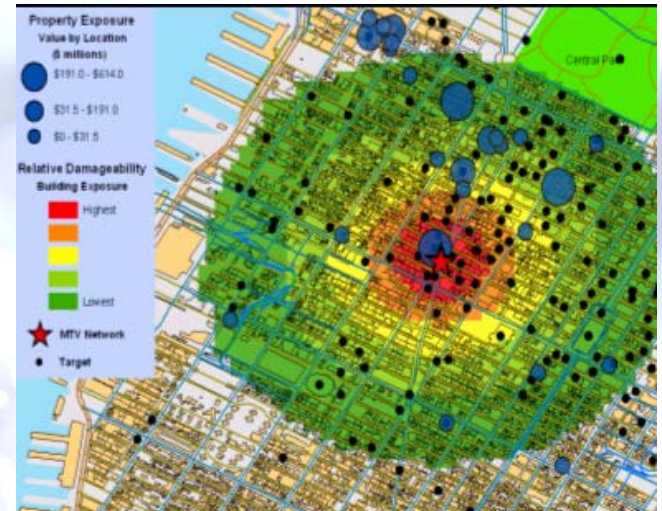 Property Exposure
Value by Location
($ millions)
$191.0 - $614.0
$31.5 - $191.0
$0 - $31.5
Relative Damageability
Building Exposure
Highest
Lowest
MTV Network
Target
Central Park